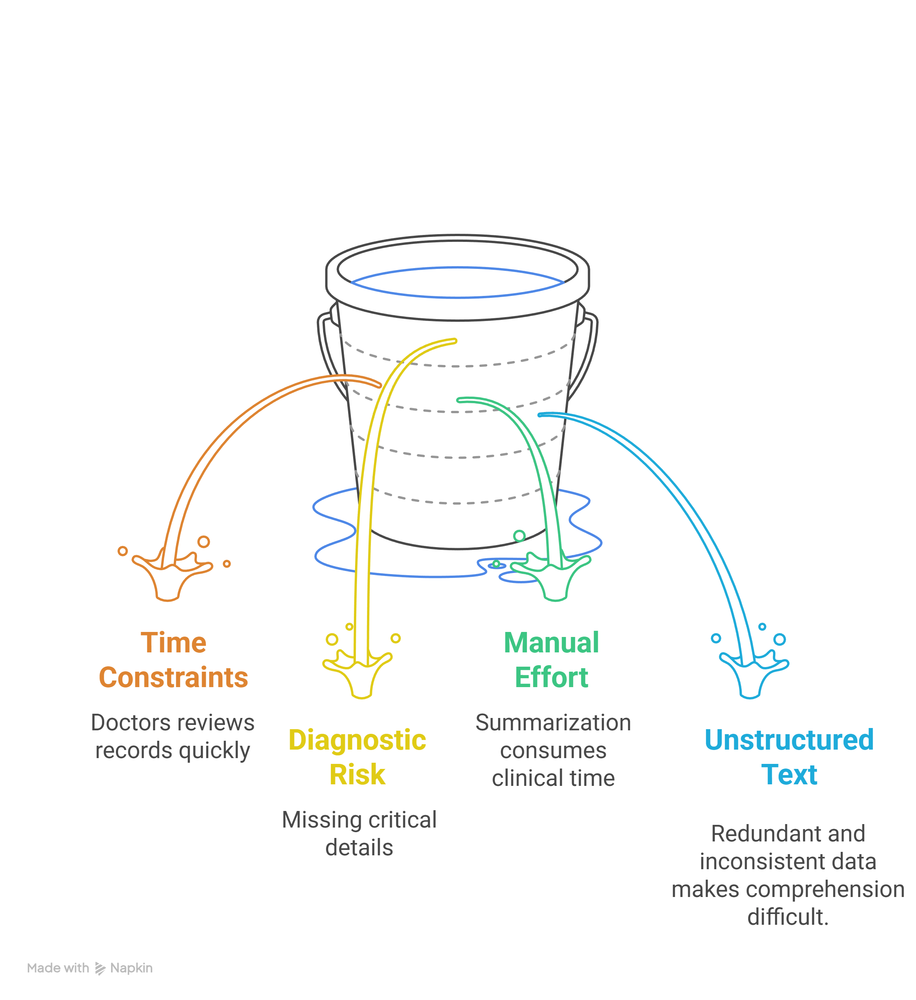 Time
Constraints
Doctors reviews
records quickly
Diagnostic
Risk
Missing critical
details
Manual
Effort
Summarization
consumes
clinical time
Unstructured
Text
Redundant and
inconsistent data
makes comprehension
difficult.
Made with Napkin